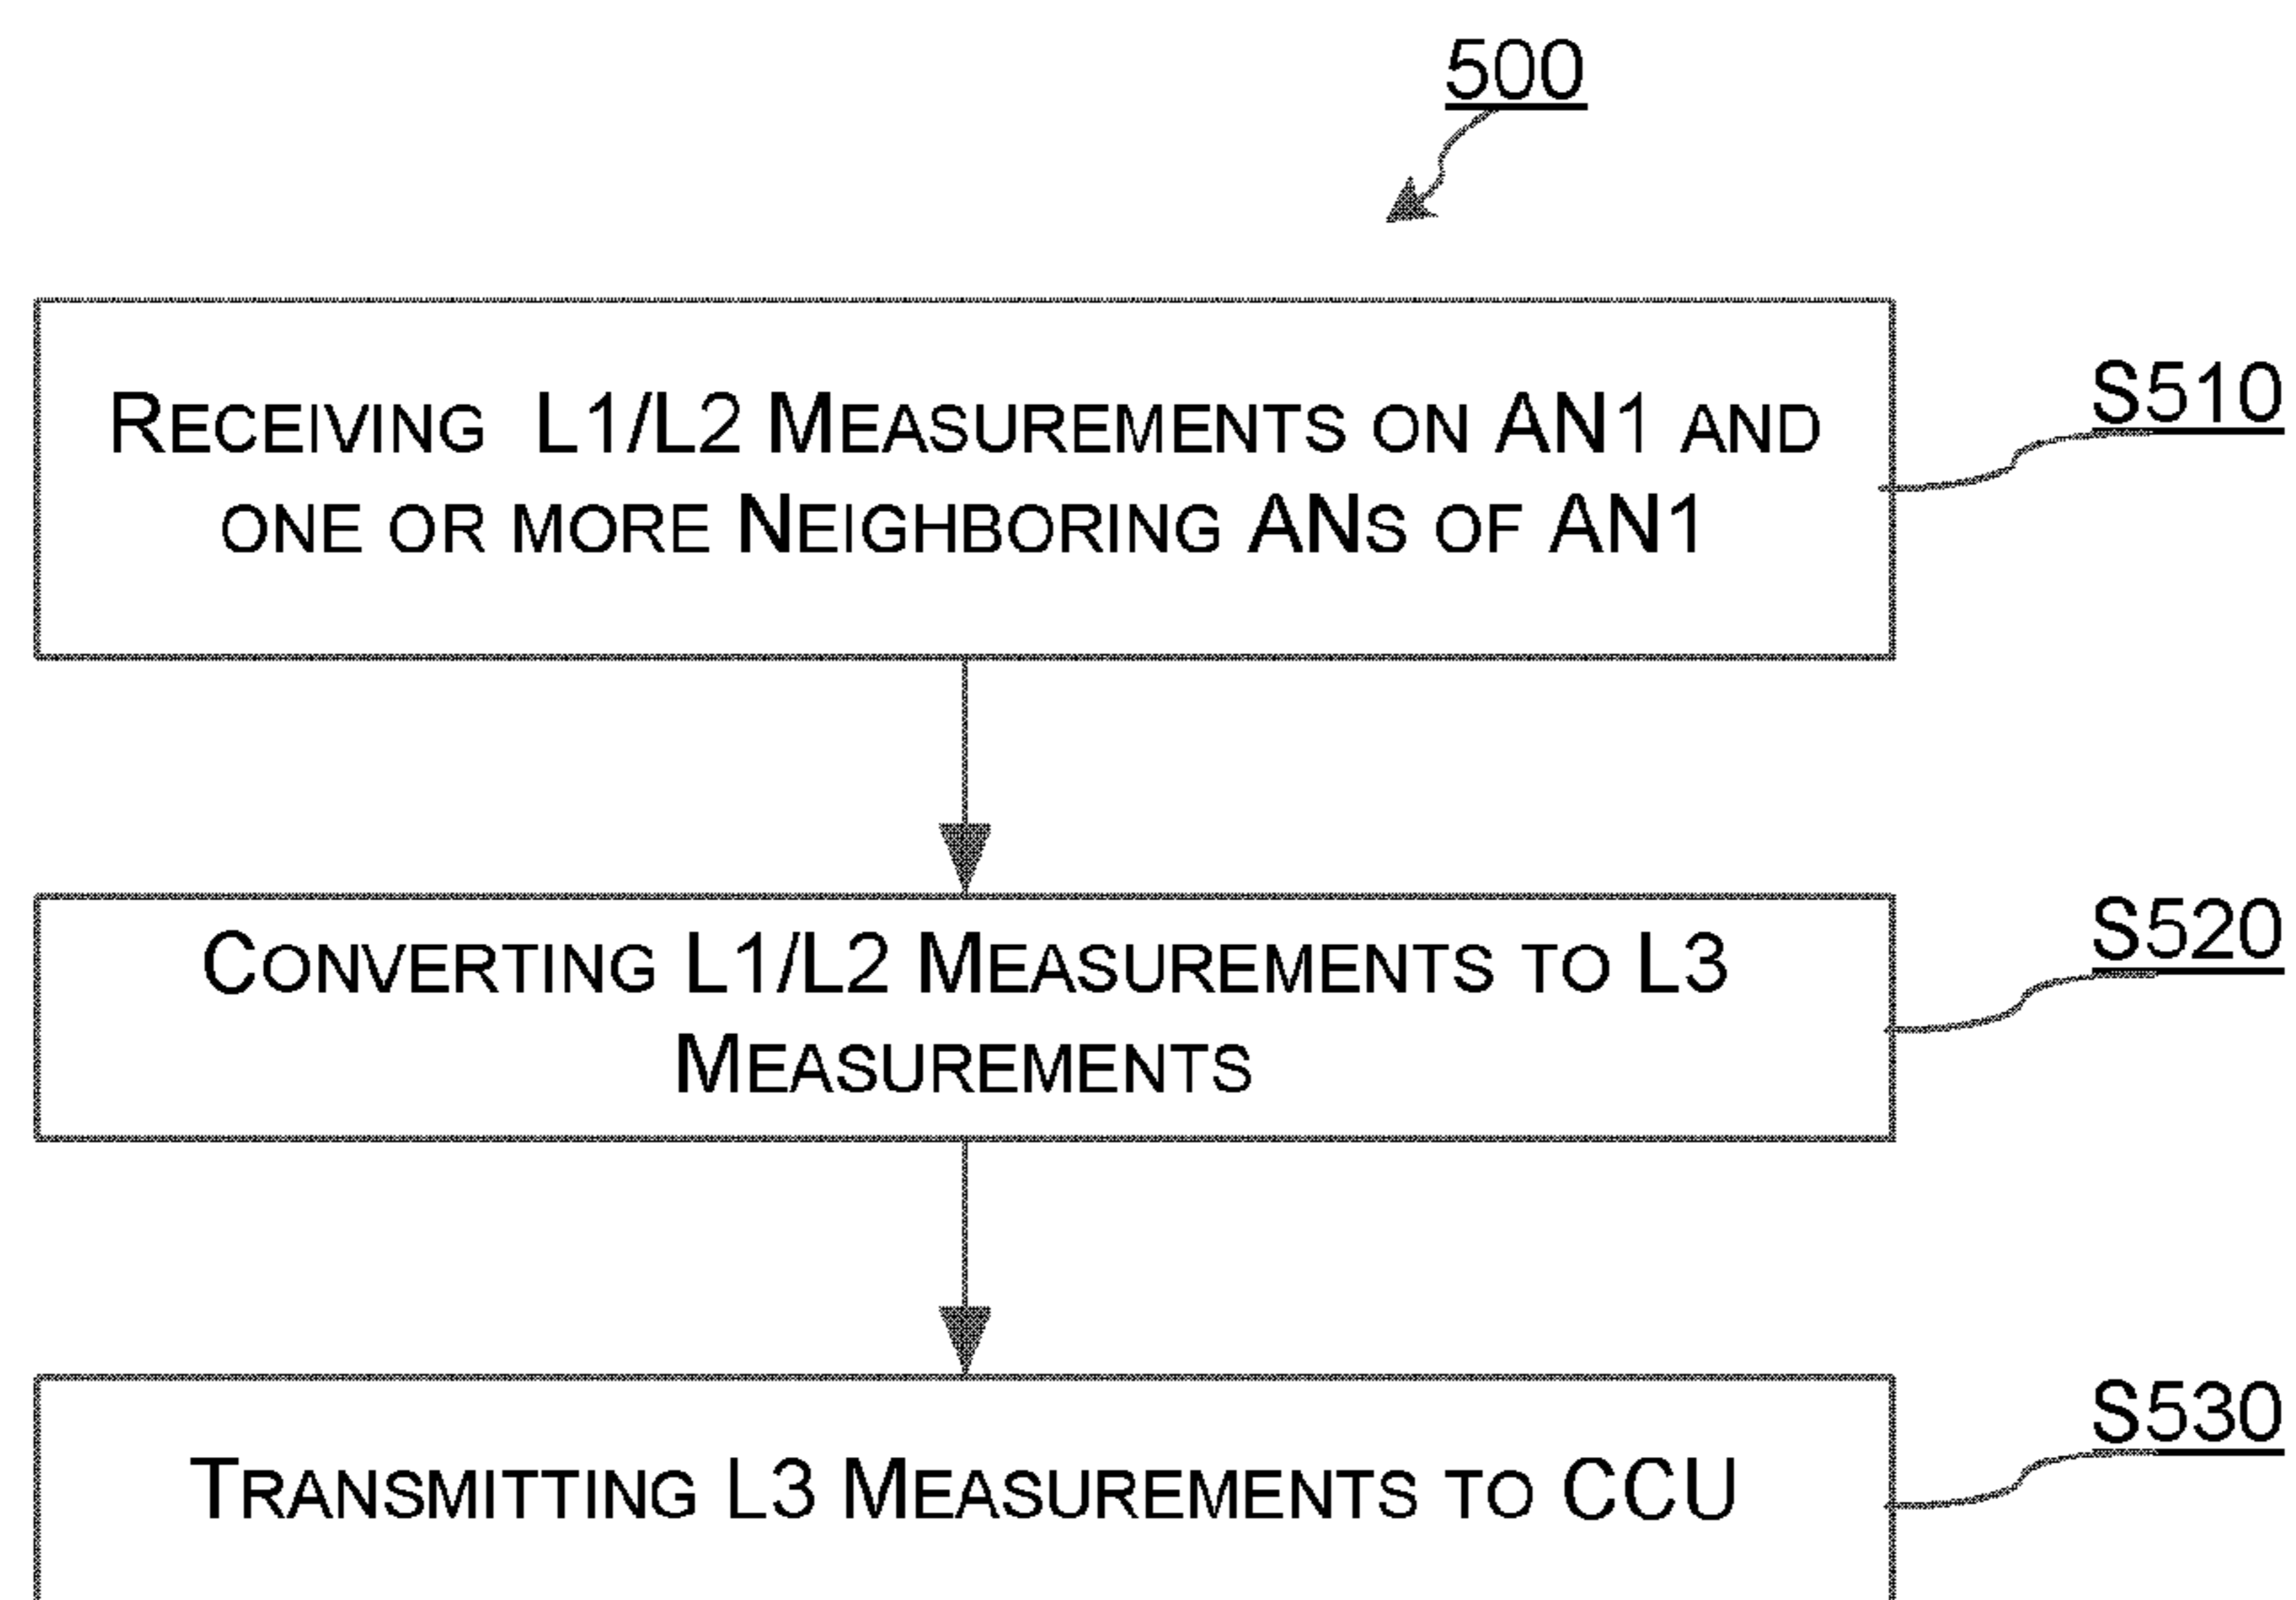 500
RECEIVING L1/L2 MEASUREMENTS ON AN1 AND
ONE OR MORE NEIGHBORING ANS OF AN1
S510
CONVERTING L1/L2 MEASUREMENTS TO L3
MEASUREMENTS
S520
TRANSMITTING L3 MEASUREMENTS TO CCU
S530